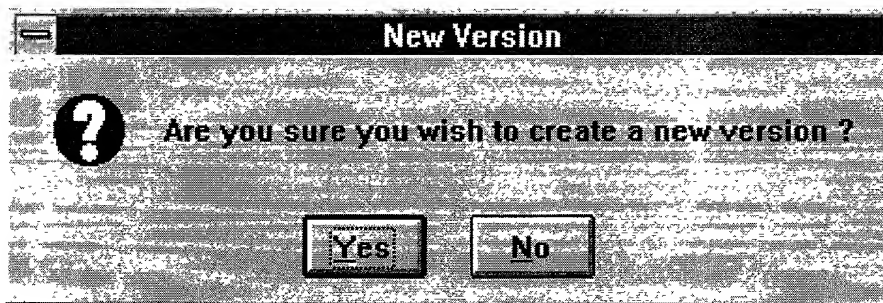 New Version
Are you sure you wish to create a new version ?
Yes
No